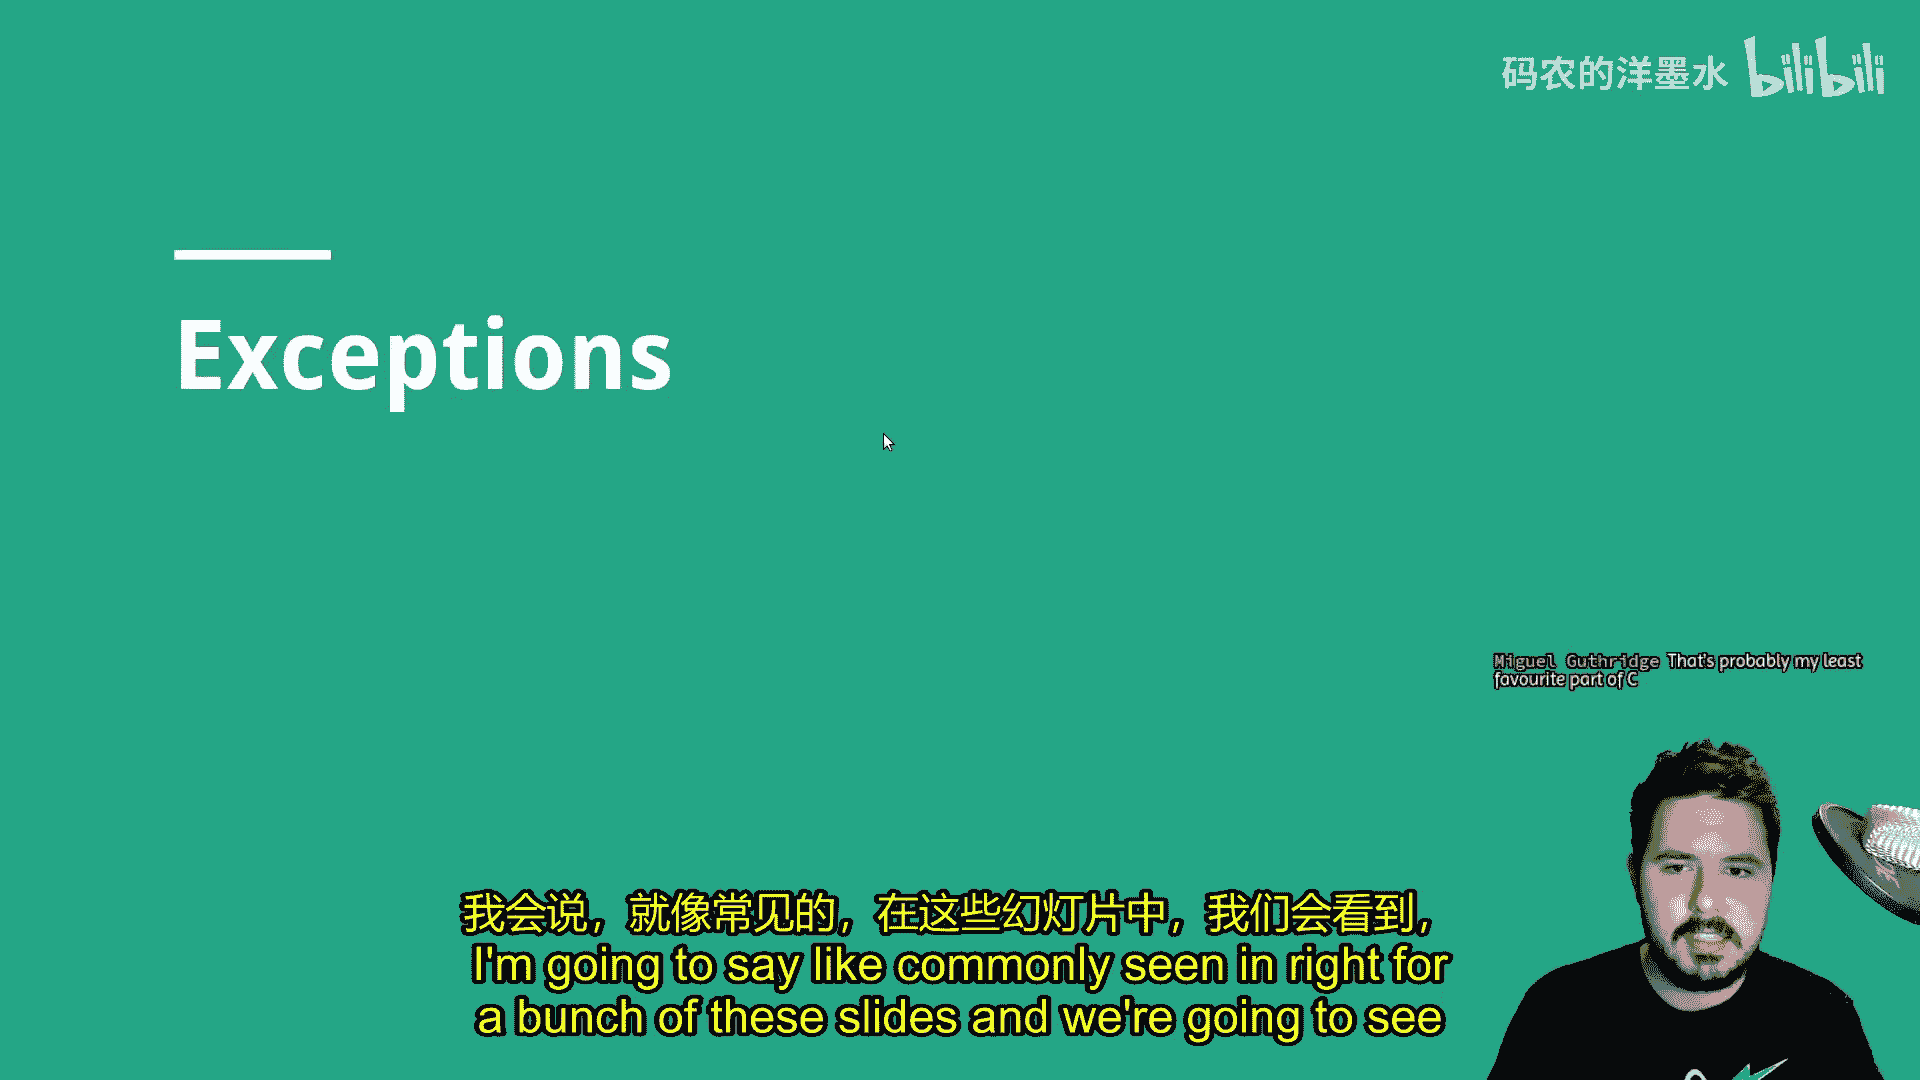 码农的洋墨水 bilibili
Exceptions
Miguel Guthridge That's probably my least
favourite part of C
我会说，就像常见的，在这些幻灯片中，我们会看到，
I'm going to say like commonly seen in right for
a bunch of these slides and we're going to see